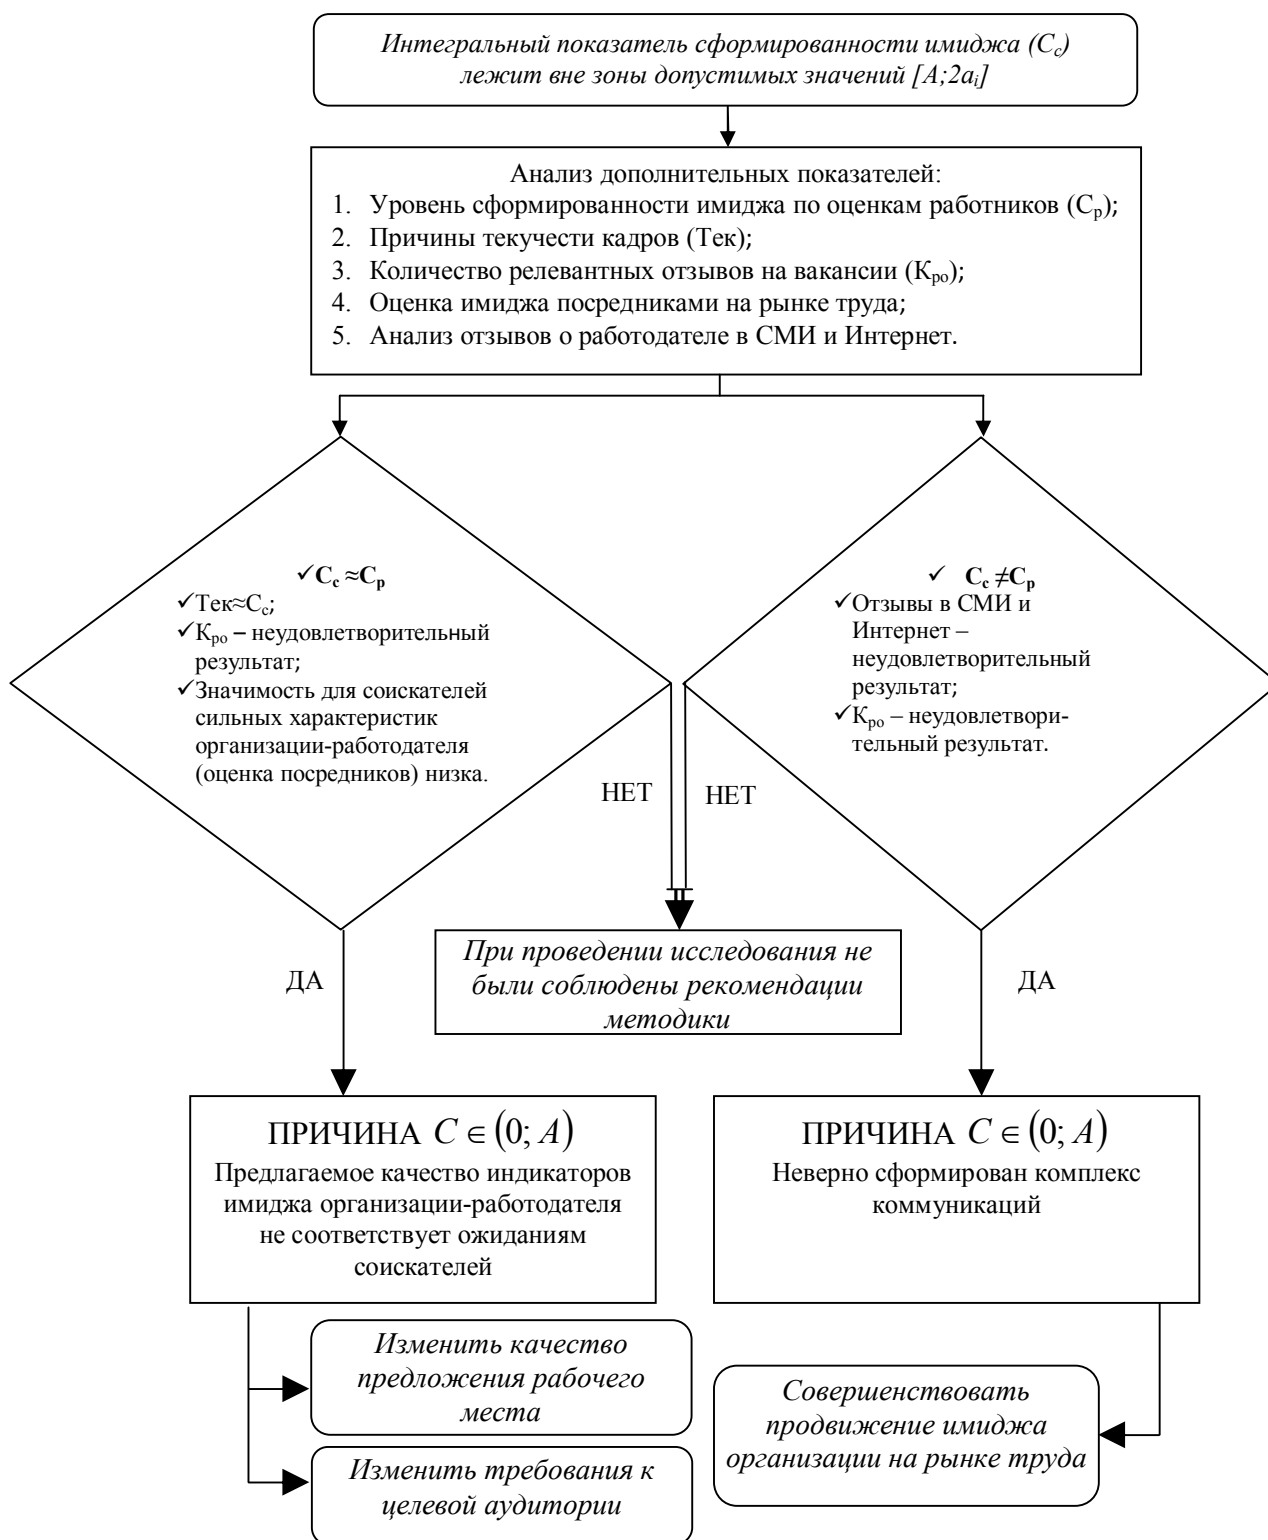 Интегральный показатель сформированности имиджа (Сс)
лежит вне зоны допустимых значений [A;2ai]
Анализ дополнительных показателей:
1. Уровень сформированности имиджа по оценкам работников (Ср);
2. Причины текучести кадров (Тек);
3. Количество релевантных отзывов на вакансии (Кро);
4. Оценка имиджа посредниками на рынке труда;
5. Анализ отзывов о работодателе в СМИ и Интернет.
✓Сс ≈Ср
✓Тек≈Сс;
✓Кро – неудовлетворительный
результат;
✓Значимость для соискателей
сильных характеристик
организации-работодателя
(оценка посредников) низка.
✓ Сс ≠Ср
✓Отзывы в СМИ и
Интернет –
неудовлетворительный
результат;
✓Кро – неудовлетвори-
тельный результат.
НЕТ
НЕТ
При проведении исследования не
были соблюдены рекомендации
методики
ДА
ДА
ПРИЧИНА C ∈ (0; A)
Предлагаемое качество индикаторов
имиджа организации-работодателя
не соответствует ожиданиям
соискателей
ПРИЧИНА C ∈ (0; A)
Неверно сформирован комплекс
коммуникаций
Изменить качество
предложения рабочего
места
Изменить требования к
целевой аудитории
Совершенствовать
продвижение имиджа
организации на рынке труда